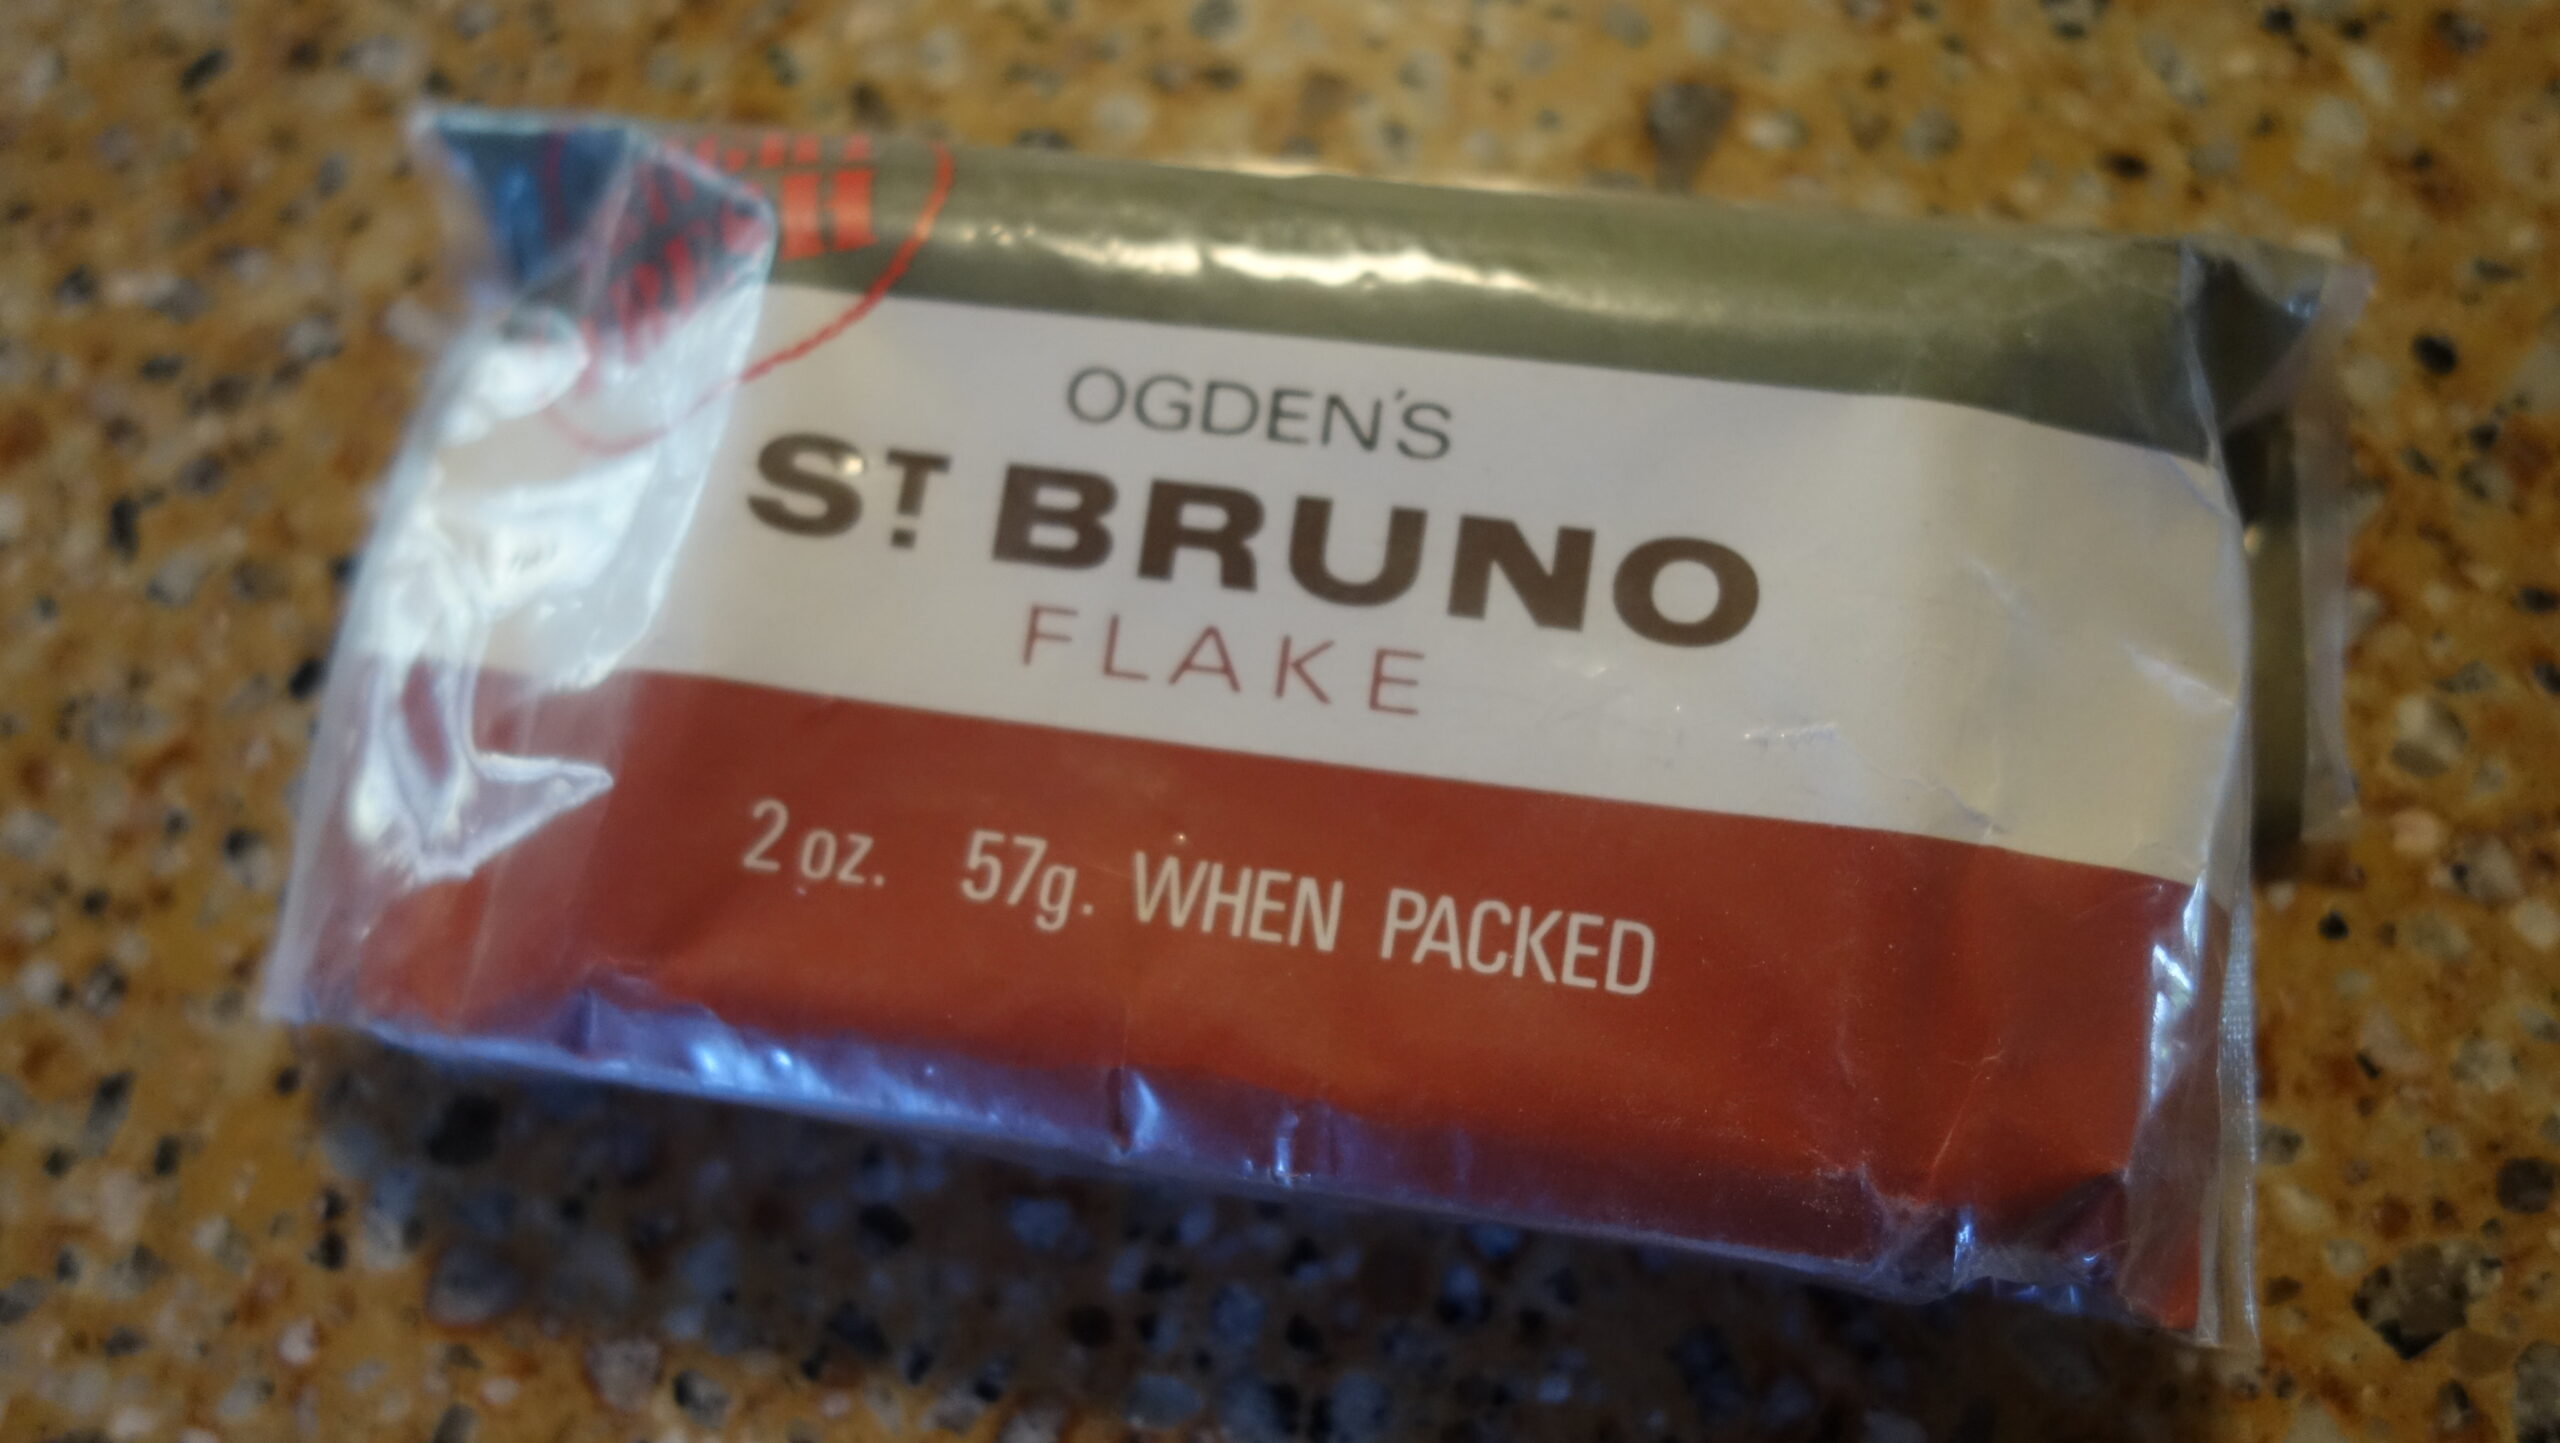 OGDEN'S
ST. BRUNO
FLAKE
2 oz. 57g. WHEN PACKED